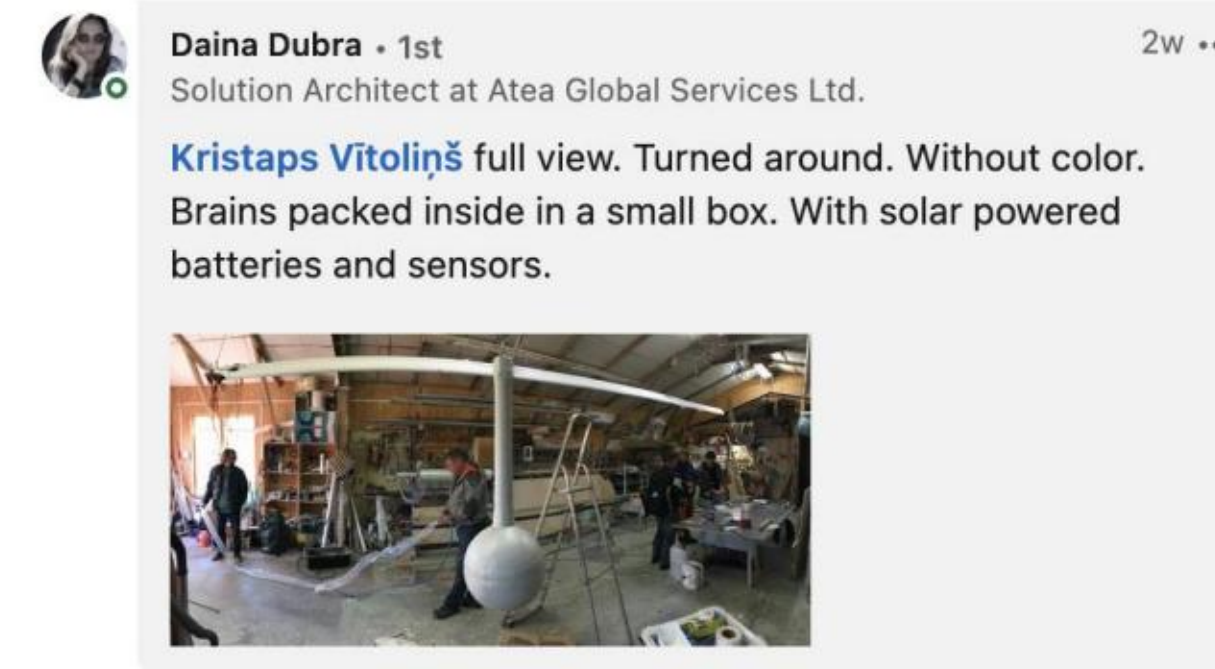 Daina Dubra • 1st
2w
Solution Architect at Atea Global Services Ltd.
Kristaps Vītoliņš full view. Turned around. Without color.
Brains packed inside in a small box. With solar powered
batteries and sensors.